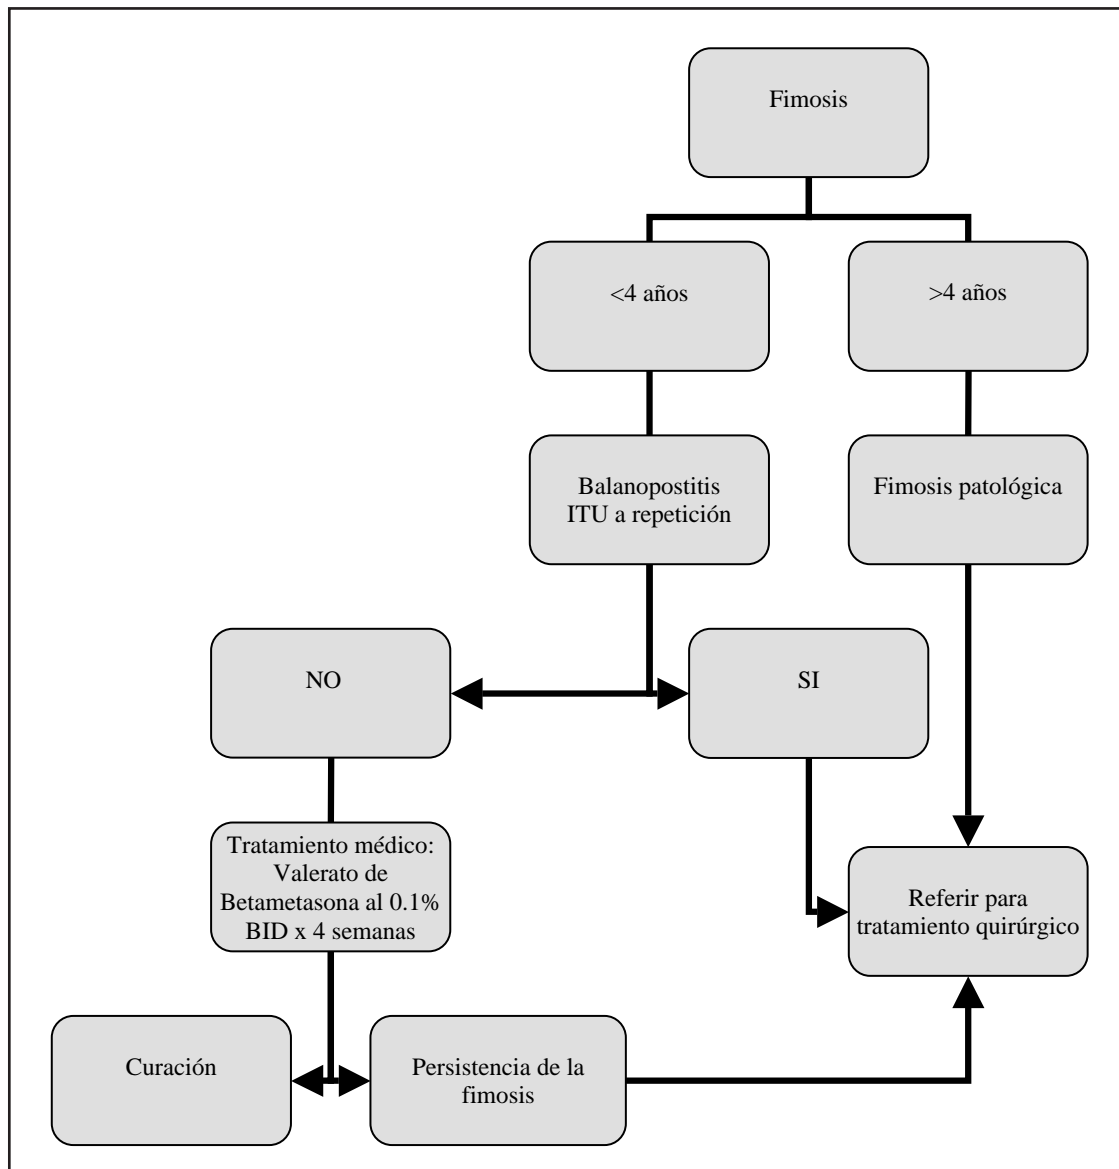 Fimosis
<4 años
>4 años
Balanopostitis
ITU a repetición
Fimosis patológica
NO
SI
Tratamiento médico:
Valerato de
Betametasona al 0.1%
BID x 4 semanas
Referir para
tratamiento quirúrgico
Curación
Persistencia de la
fimosis